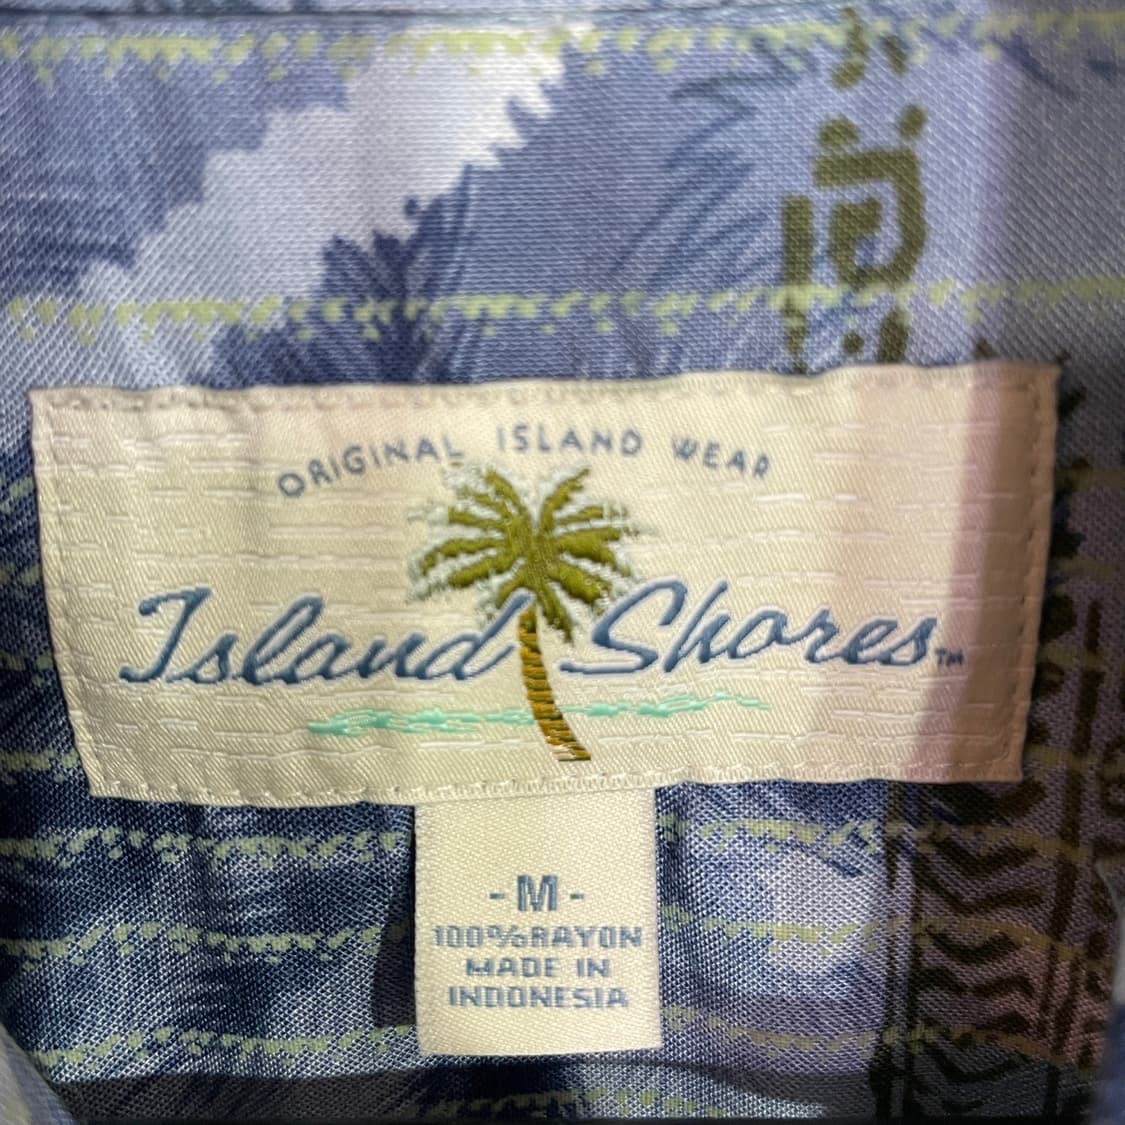 ORIGINAL ISLAND WEAR
Island Shores™
-M-
100%RAYON
MADE IN
INDONESIA